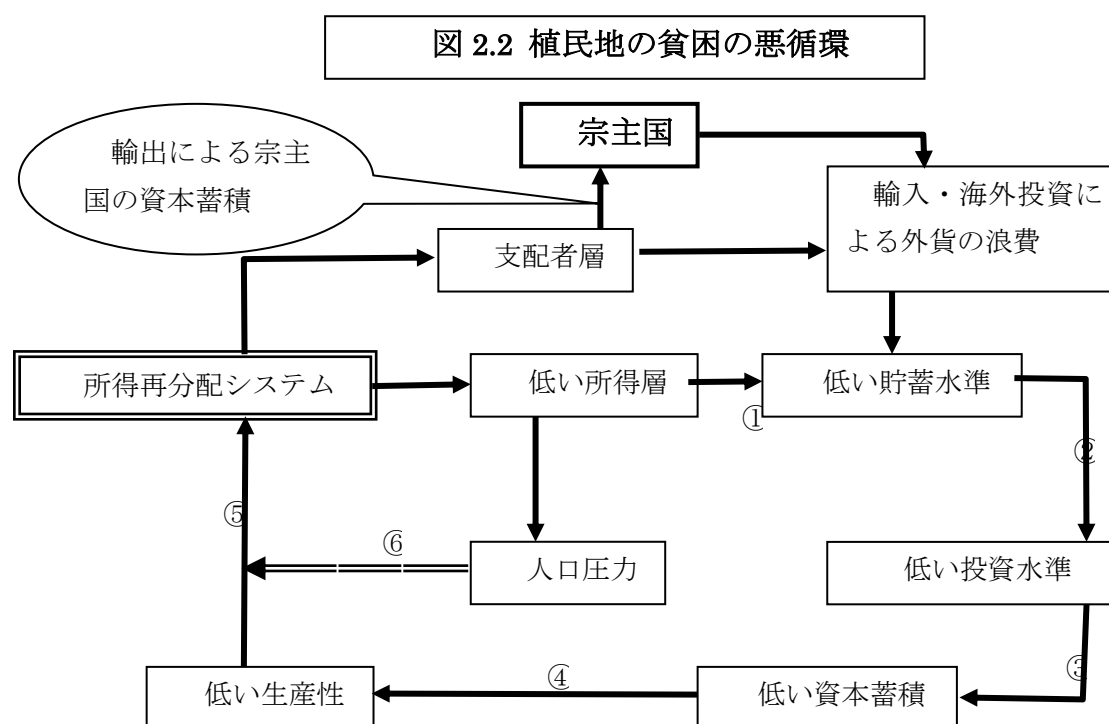 図 2.2 植民地の貧困の悪循環
宗主国
輸出による宗主
国の資本蓄積
輸入・海外投資に
よる外貨の浪費
支配者層
所得再分配システム
低い所得層
低い貯蓄水準
①
②
⑤
⑥
人口圧力
低い投資水準
③
④
低い生産性
低い資本蓄積